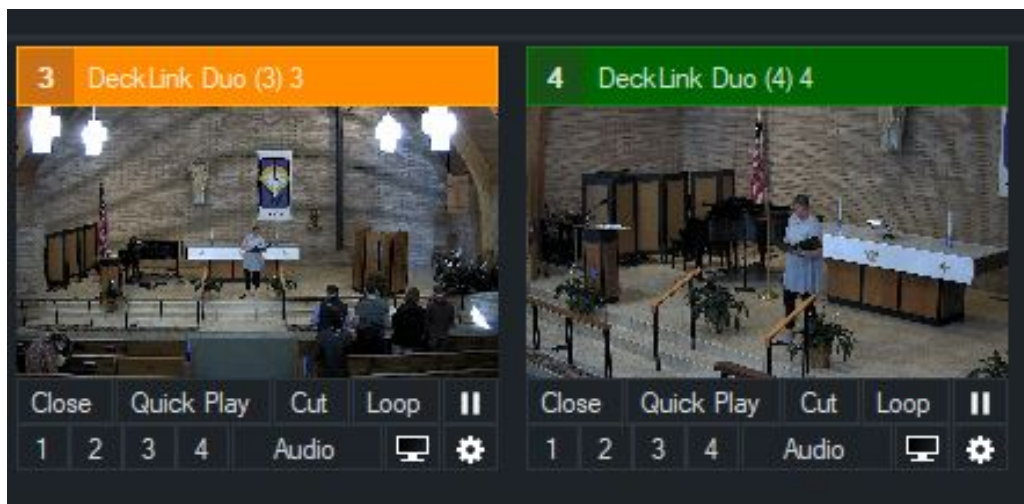 3 DeckLink Duo (3) 3
4 DeckLink Duo (4) 4
Close Quick Play Cut Loop
Close Quick Play Cut Loop
1 2 3 4 Audio
1 2 3 4 Audio